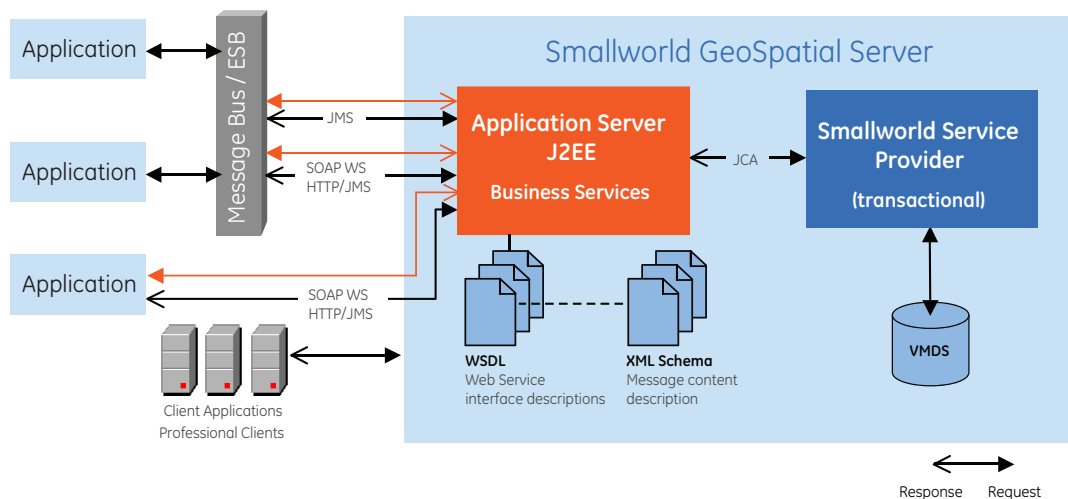 Application
Application
Application
Message Bus / ESB
JMS
SOAP WS
HTTP/JMS
SOAP WS
HTTP/JMS
Client Applications
Professional Clients
Smallworld GeoSpatial Server
Application Server
J2EE
Business Services
JCA
Smallworld Service
Provider
(transactional)
WSDL
Web Service
interface descriptions
XML Schema
Message content
description
VMDS
Response
Request